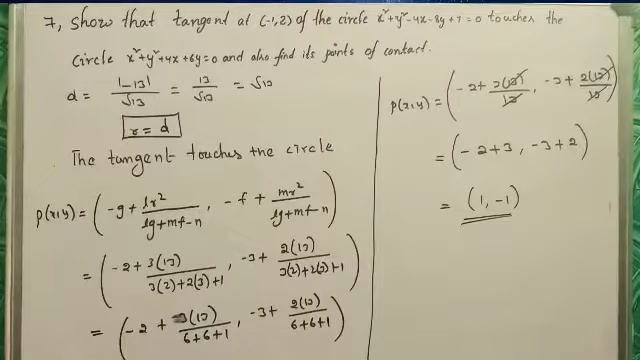 7, Show that tangent at (-1,2) of the circle x²+y²-4x-8y+7=0 touches the
Circle x²+y²+4x+6y=0 and also find its points of contact.
d = |-13| / √13 = 13 / √13 = √13
r = d
The tangent touches the circle
P(x,y) = ( -g + lr² / lg+mf-n , -f + mr² / lg+mf-n )
= ( -2 + 3(13) / 3(2)+2(3)+1 , -3 + 2(13) / 3(2)+2(3)+1 )
= ( -2 + 3(13) / 6+6+1 , -3 + 2(13) / 6+6+1 )
P(x,y) = ( -2 + 3(13) / 13 , -3 + 2(13) / 13 )
= (-2+3, -3+2)
= (1, -1)